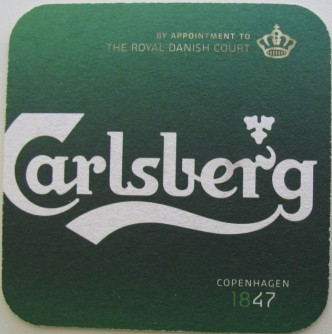 BY APPOINTMENT TO
THE ROYAL DANISH COURT
Carlsberg
COPENHAGEN
1847